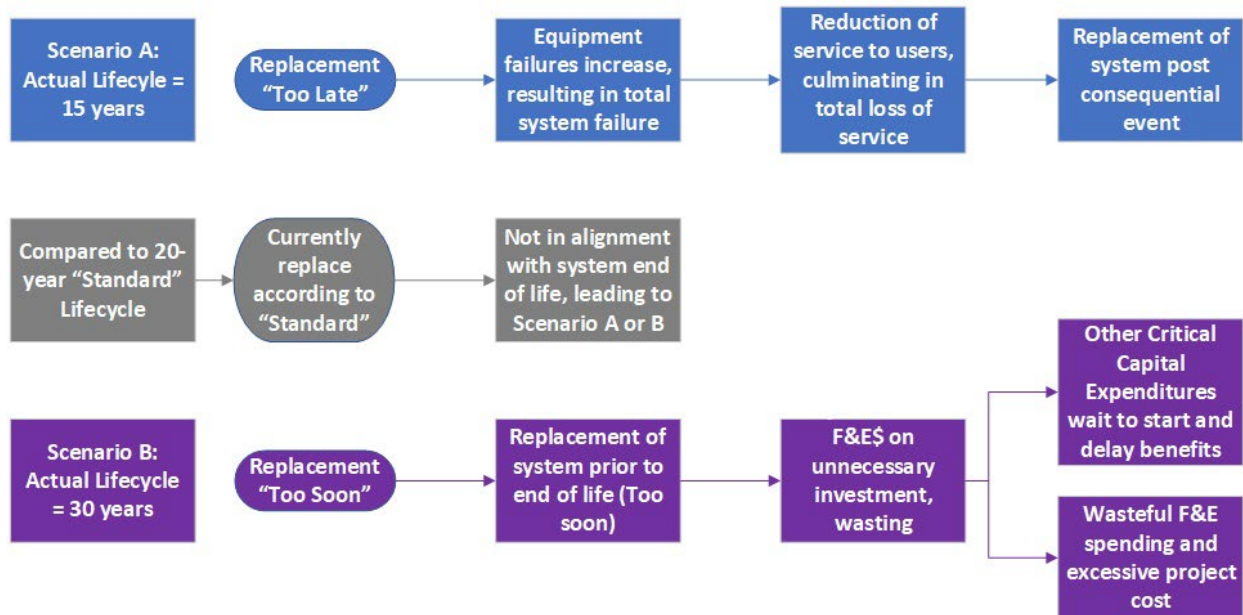 Scenario A:
Actual Lifecyle =
15 years
Replacement
“Too Late”
Equipment
failures increase,
resulting in total
system failure
Reduction of
service to users,
culminating in
total loss of
service
Replacement of
system post
consequential
event
Compared to 20-
year “Standard”
Lifecycle
Currently
replace
according to
“Standard”
Not in alignment
with system end
of life, leading to
Scenario A or B
Scenario B:
Actual Lifecycle
= 30 years
Replacement
“Too Soon”
Replacement of
system prior to
end of life (Too
soon)
F&E$ on
unnecessary
investment,
wasting
Other Critical
Capital
Expenditures
wait to start and
delay benefits
Wasteful F&E
spending and
excessive project
cost